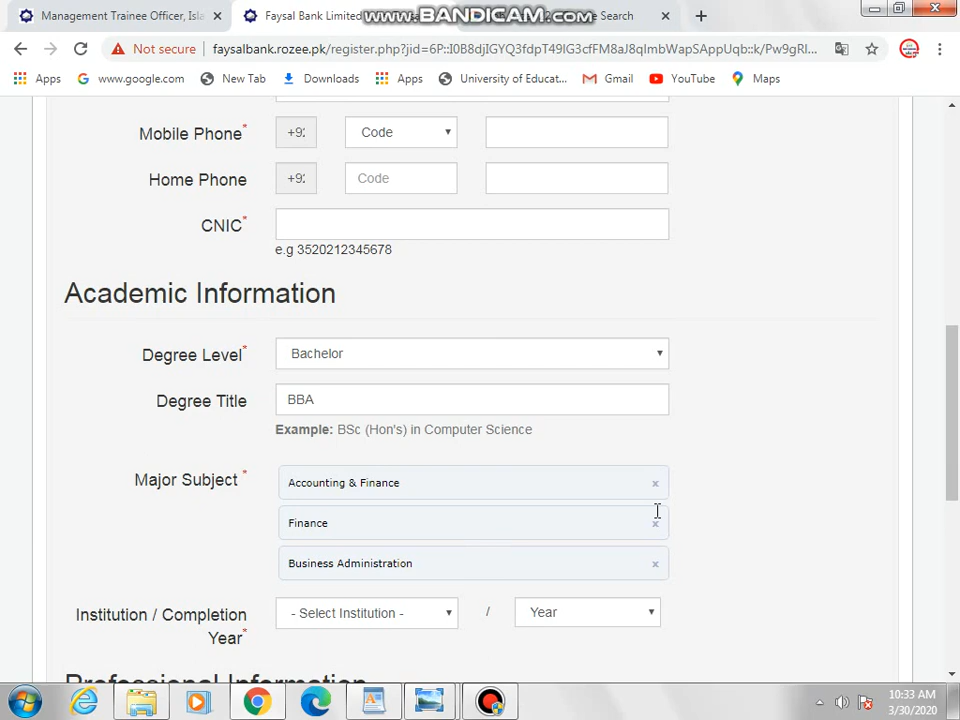 Management Trainee Officer, Isla
Faysal Bank Limited
www.BANDICAM.com
e Search
Not secure
faysalbank.rozee.pk/register.php?jid=6P::I0B8djIGYQ3fdpT49IG3cfFM8aJ8qImbWapSAppUqb::k/Pw9gRl...
Apps
www.google.com
New Tab
Downloads
Apps
University of Educat...
Gmail
YouTube
Maps
Mobile Phone*
+92
Code
Home Phone
+92
Code
CNIC*
e.g 3520212345678
Academic Information
Degree Level*
Bachelor
Degree Title
BBA
Example: BSc (Hon's) in Computer Science
Major Subject *
Accounting & Finance x
Finance x
Business Administration x
Institution / Completion
Year*
- Select Institution -
/
Year
Professional Information
10:33 AM
3/30/2020